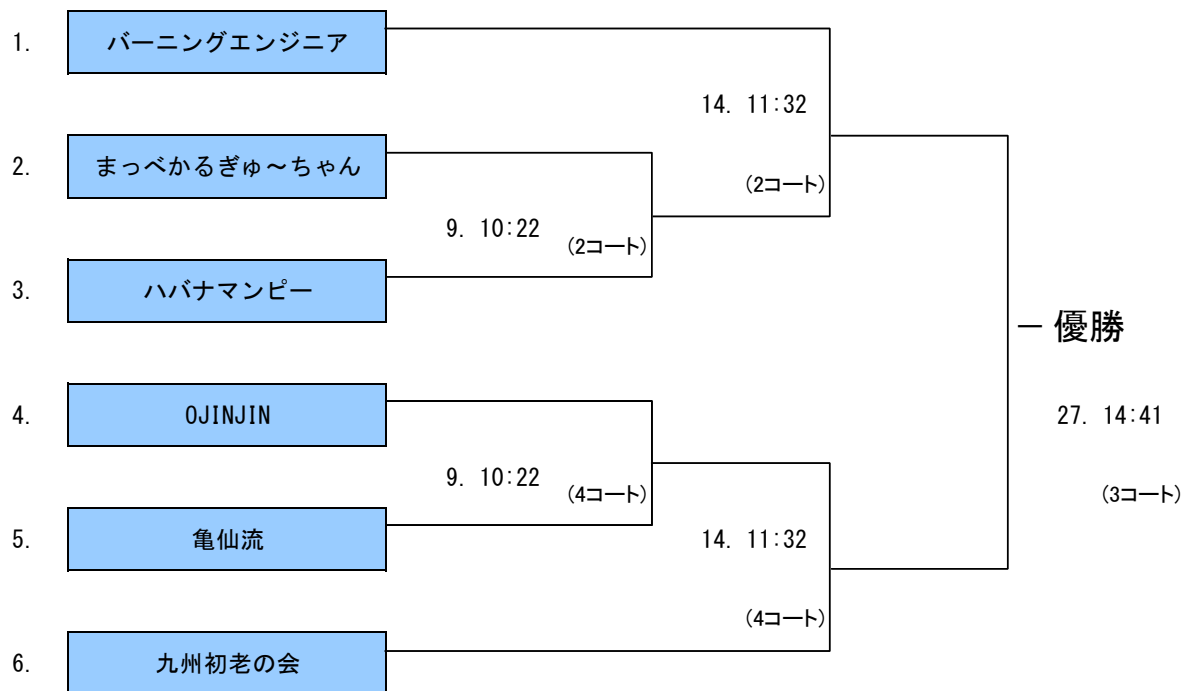 1. バーニングエンジニア
14. 11:32
2. まっべかるぎゅ～ちゃん
(2コート)
9. 10:22 (2コート)
3. ハバナマンピー
― 優勝
4. OJINJIN
27. 14:41
9. 10:22 (4コート)
(3コート)
5. 亀仙流
14. 11:32
(4コート)
6. 九州初老の会